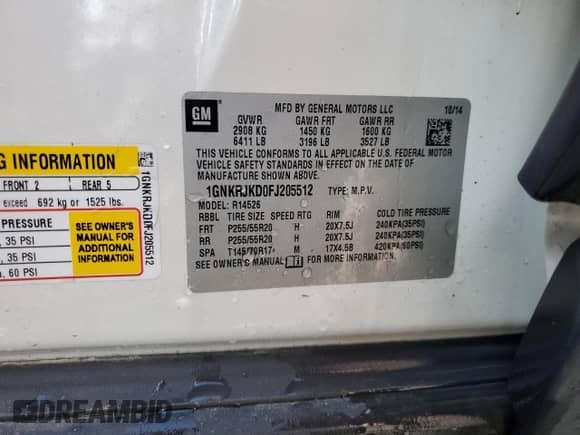 GM
MFD BY GENERAL MOTORS LLC 10/14
GVWR GAWR FRT GAWR RR
2908 KG 1450 KG 1600 KG
6411 LB 3196 LB 3527 LB
THIS VEHICLE CONFORMS TO ALL APPLICABLE U.S. FEDERAL MOTOR
VEHICLE SAFETY STANDARDS IN EFFECT ON THE DATE OF
MANUFACTURE SHOWN ABOVE.
1GNKRJKD0FJ205512 TYPE: M.P.V.
MODEL: R14526
RBBL TIRE SIZE SPEED RTG RIM COLD TIRE PRESSURE
FRT P255/55R20 H 20X7.5J 240KPA(35PSI)
RR P255/55R20 H 20X7.5J 240KPA(35PSI)
SPA T145/70R17 M 17X4.5B 420KPA(60PSI)
SEE OWNER'S MANUAL FOR MORE INFORMATION.
INFORMATION
FRONT 2 REAR 5
exceed 692 kg or 1525 lbs.
PRESSURE
35 PSI
35 PSI
60 PSI
SEE OWNER'S
MANUAL FOR
ADDITIONAL
INFORMATION
1GNKRJKD0FJ205512
DREAMBID